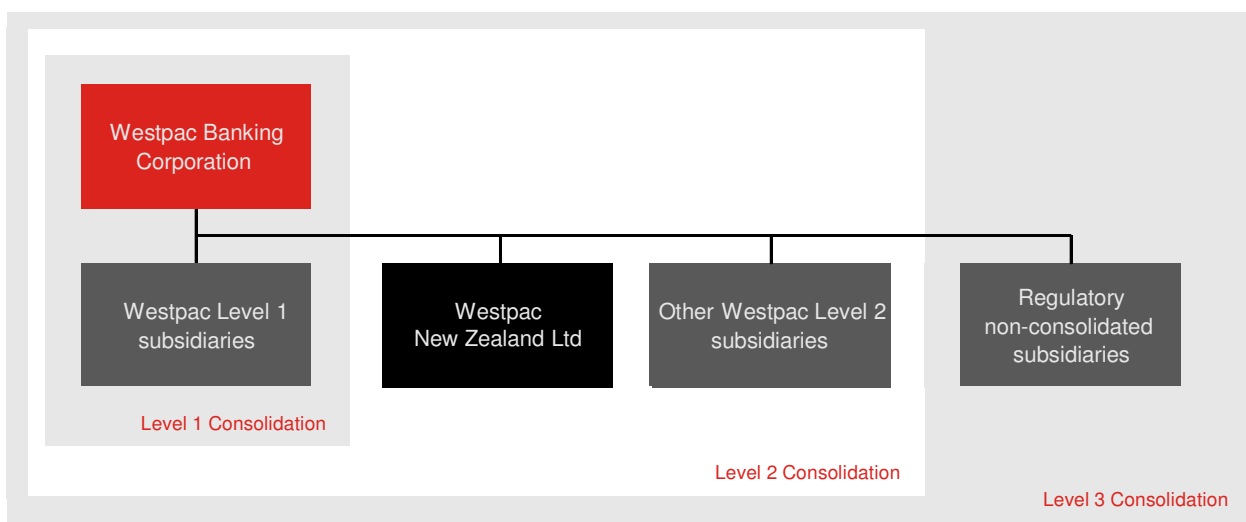 Westpac Banking
Corporation
Westpac Level 1
subsidiaries
Westpac
New Zealand Ltd
Other Westpac Level 2
subsidiaries
Regulatory
non-consolidated
subsidiaries
Level 1 Consolidation
Level 2 Consolidation
Level 3 Consolidation